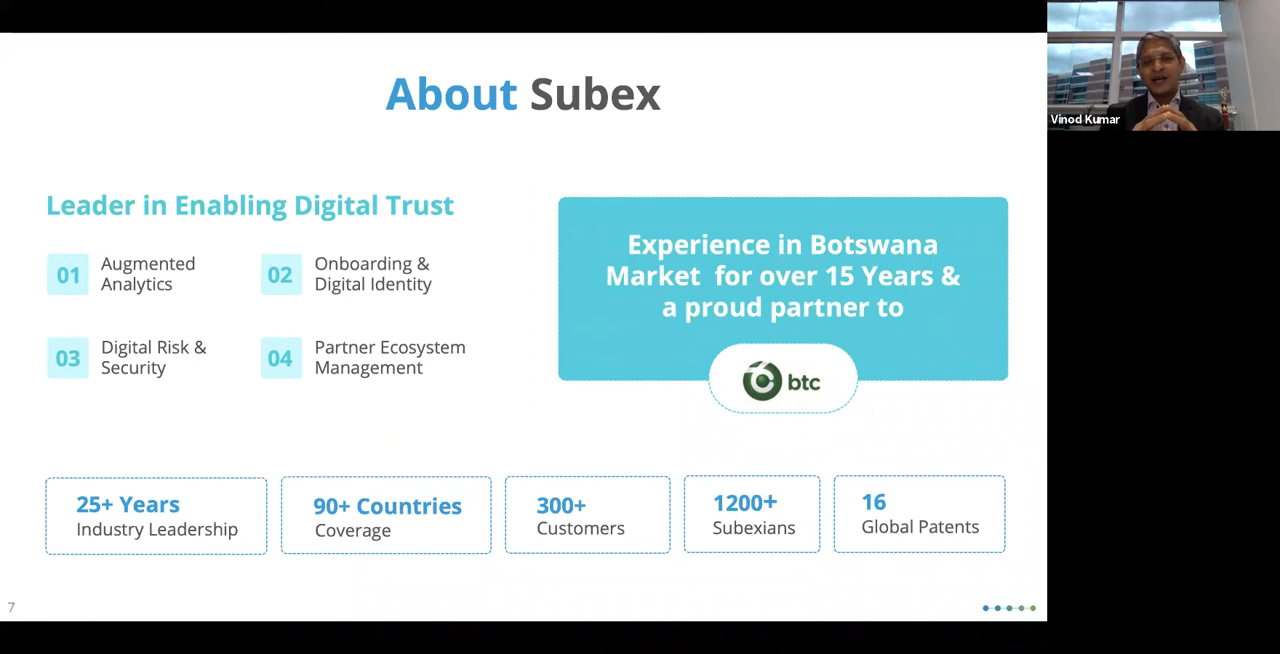 About Subex
Leader in Enabling Digital Trust
01
Augmented
Analytics
02
Onboarding &
Digital Identity
03
Digital Risk &
Security
04
Partner Ecosystem
Management
Experience in Botswana
Market for over 15 Years &
a proud partner to
btc
25+ Years
Industry Leadership
90+ Countries
Coverage
300+
Customers
1200+
Subexians
16
Global Patents
7
Vinod Kumar